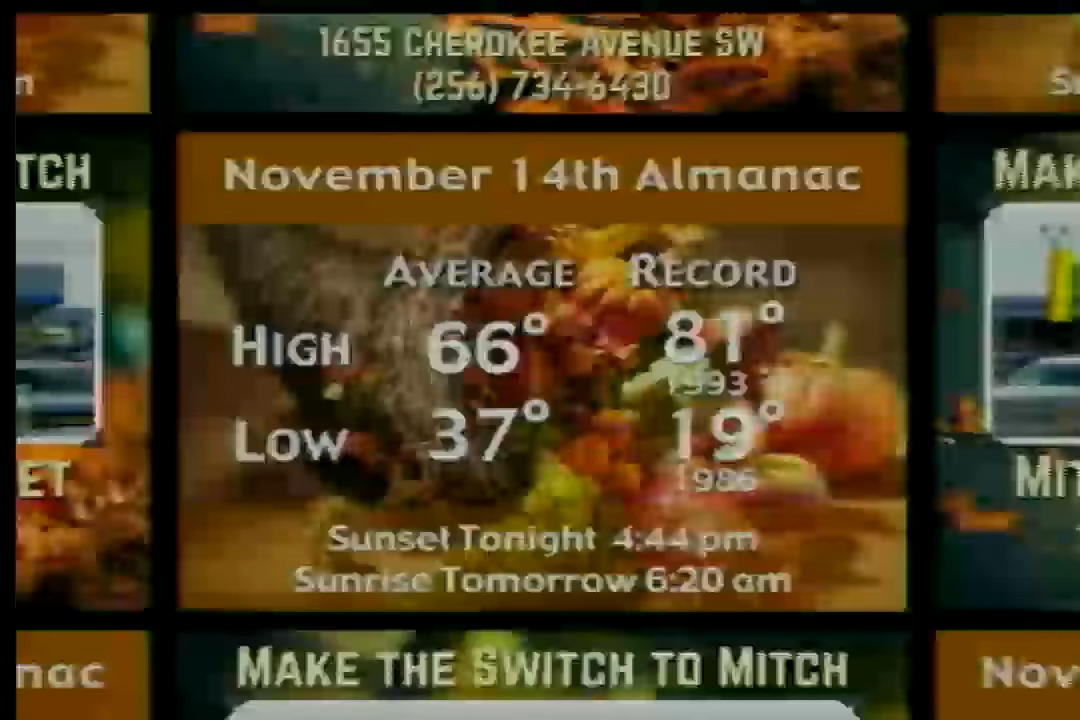 1655 CHEROKEE AVENUE SW
(256) 734-6430
TCH
November 14th Almanac
MAK
AVERAGE RECORD
HIGH 66° 81°
1993
LOW 37° 19°
1986
ET
MIT
Sunset Tonight 4:44 pm
Sunrise Tomorrow 6:20 am
nac
MAKE THE SWITCH TO MITCH
Nov